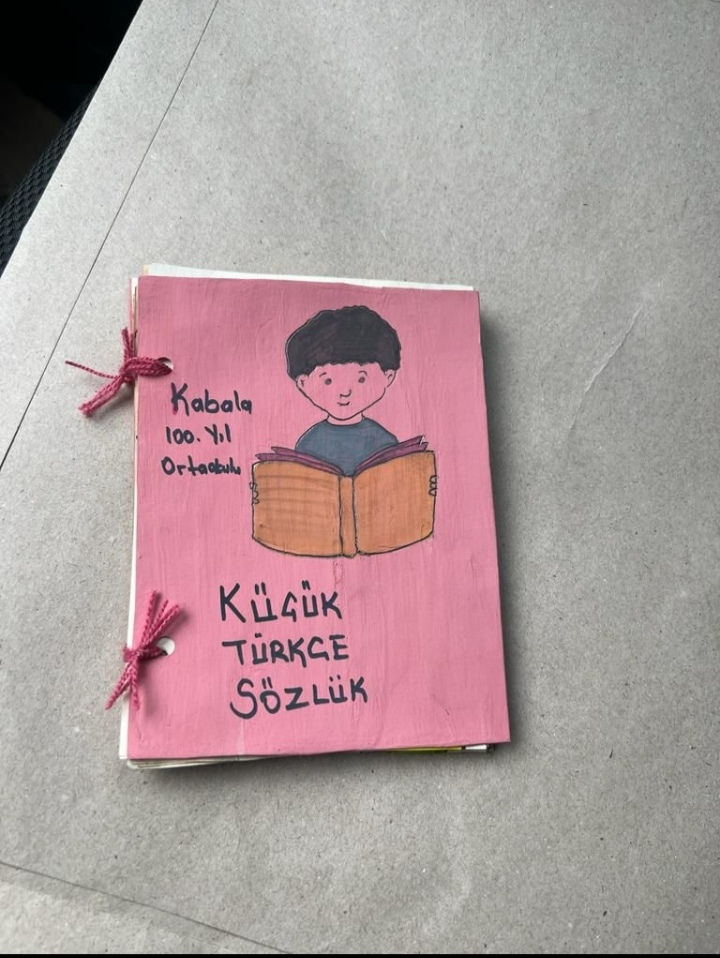 Kabala
100. Yıl
Ortaokulu
KÜÇÜK
TÜRKÇE
SÖZLÜK